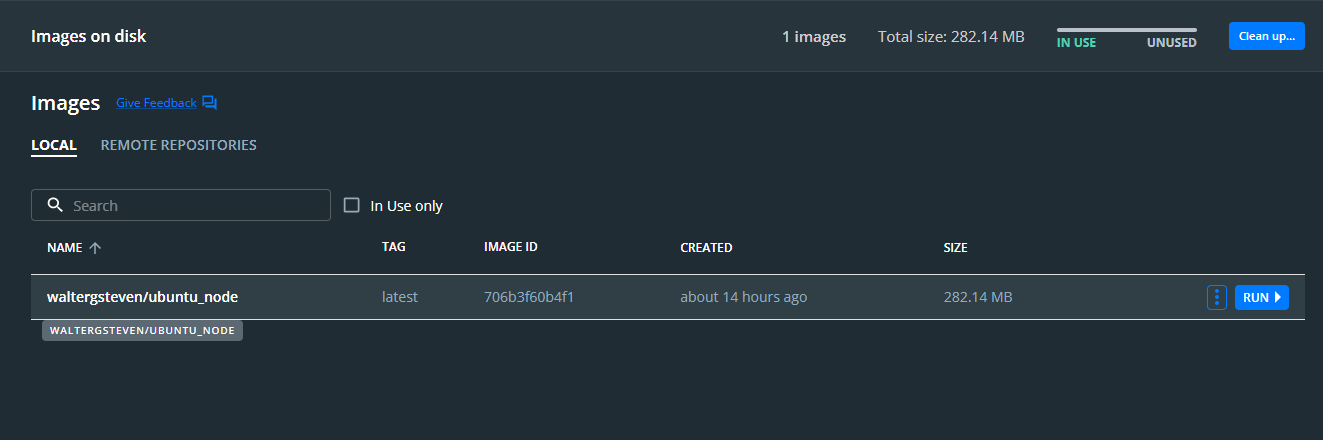 Images on disk
1 images
Total size: 282.14 MB
IN USE
UNUSED
Clean up...
Images
Give Feedback
LOCAL
REMOTE REPOSITORIES
Search
In Use only
NAME
TAG
IMAGE ID
CREATED
SIZE
waltergsteven/ubuntu_node
latest
706b3f60b4f1
about 14 hours ago
282.14 MB
RUN
WALTERGSTEVEN/UBUNTU_NODE